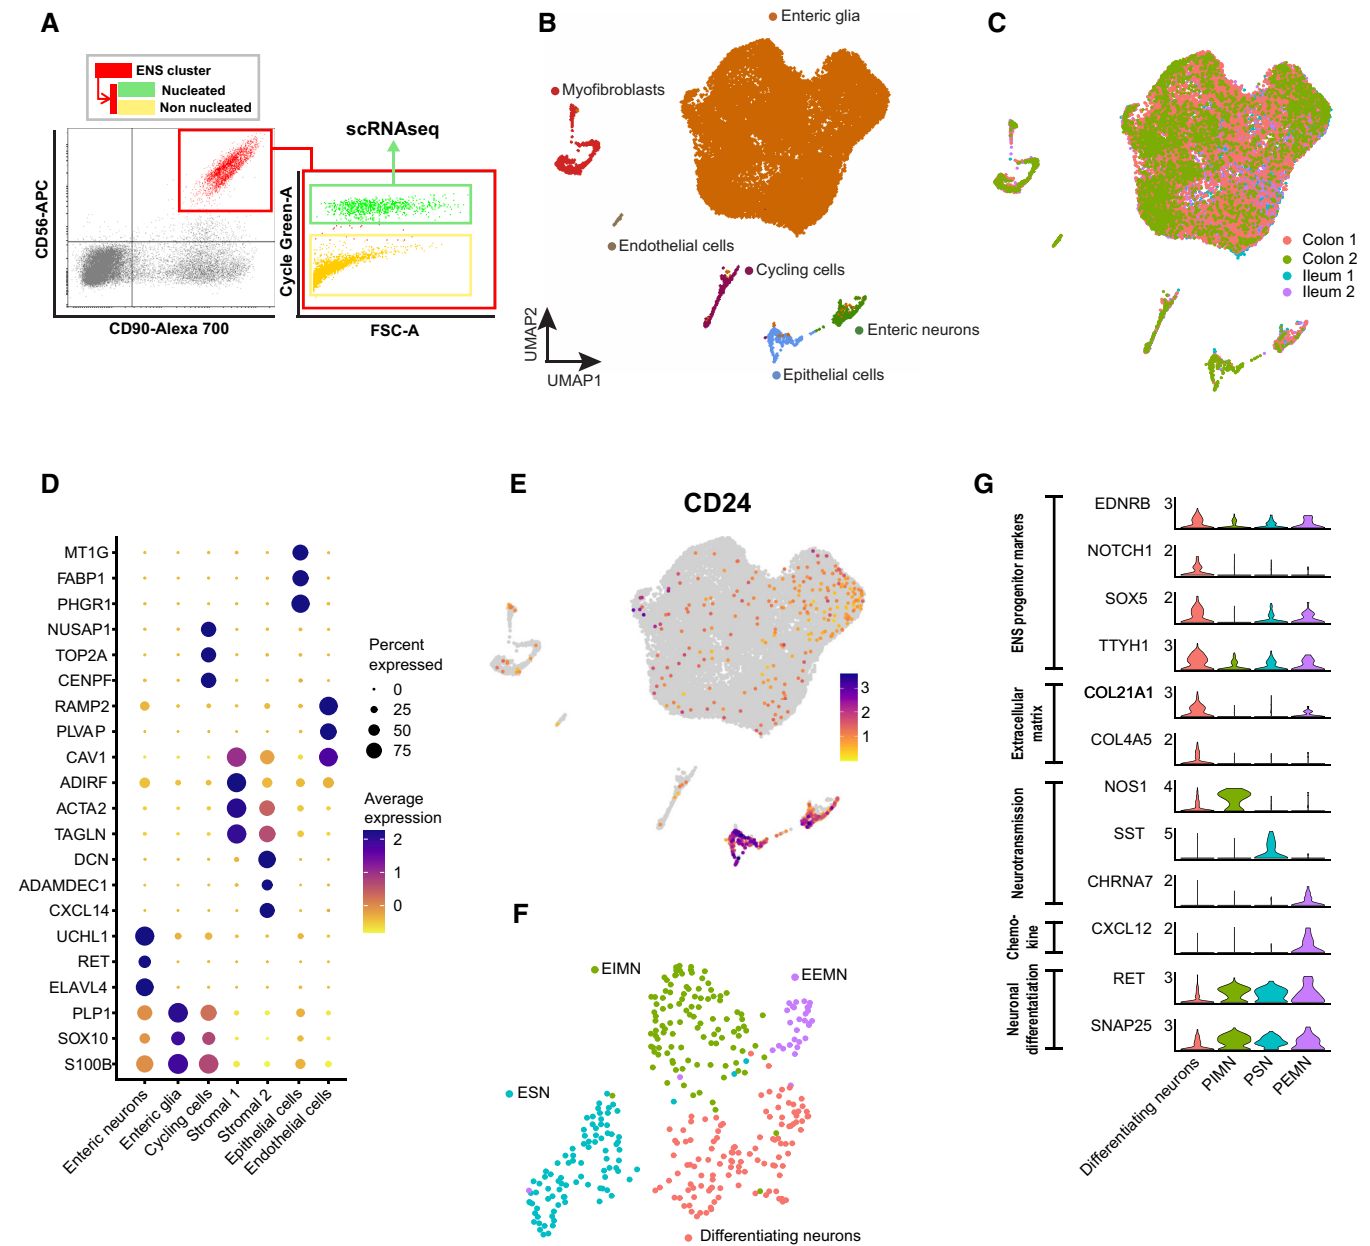 A
ENS cluster
Nucleated
Non nucleated
scRNAseq
CD56-APC
CD90-Alexa 700
Cycle Green-A
FSC-A
B
Enteric glia
Myofibroblasts
Endothelial cells
Cycling cells
Enteric neurons
Epithelial cells
UMAP2
UMAP1
C
Colon 1
Colon 2
Ileum 1
Ileum 2
D
MT1G
FABP1
PHGR1
NUSAP1
TOP2A
CENPF
RAMP2
PLVAP
CAV1
ADIRF
ACTA2
TAGLN
DCN
ADAMDEC1
CXCL14
UCHL1
RET
ELAVL4
PLP1
SOX10
S100B
Enteric neurons
Enteric glia
Cycling cells
Stromal 1
Stromal 2
Epithelial cells
Endothelial cells
Percent
expressed
0
25
50
75
Average
expression
2
1
0
E
CD24
3
2
1
F
EIMN
EEMN
ESN
Differentiating neurons
G
ENS progenitor markers
EDNRB 3
NOTCH1 2
SOX5 2
TTYH1 3
Extracellular
matrix
COL21A1 3
COL4A5 2
Neurotransmission
NOS1 4
SST 5
CHRNA7 2
Chemo-
kine
CXCL12 2
Neuronal
differentiation
RET 3
SNAP25 3
Differentiating neurons
PIMN
PSN
PEMN